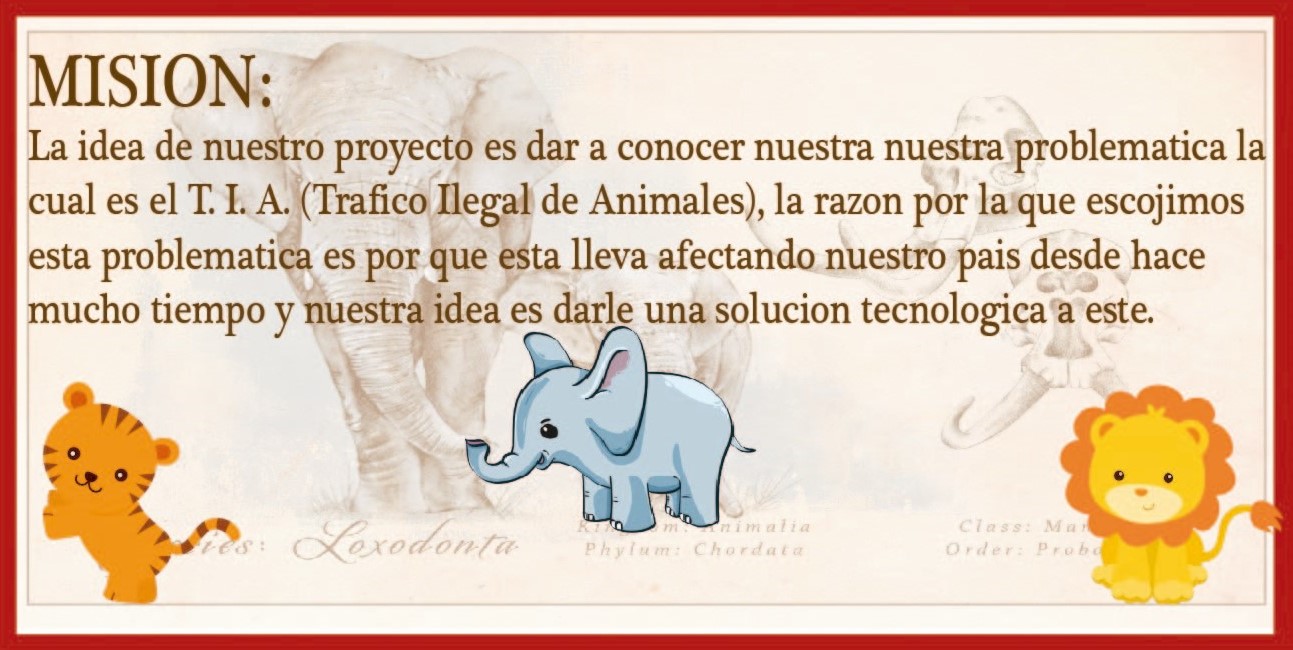 MISION:
La idea de nuestro proyecto es dar a conocer nuestra nuestra problematica la
cual es el T. I. A. (Trafico Ilegal de Animales), la razon por la que escojimos
esta problematica es por que esta lleva afectando nuestro pais desde hace
mucho tiempo y nuestra idea es darle una solucion tecnologica a este.
Loxodonta
Phylum: Chordata
Class:
Order: